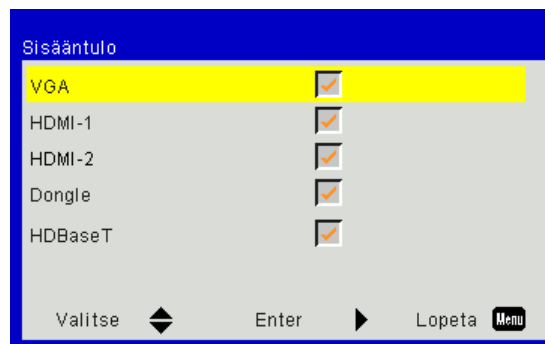 Sisääntulo
VGA
HDMI-1
HDMI-2
Dongle
HDBaseT
Valitse Enter Lopeta Menu